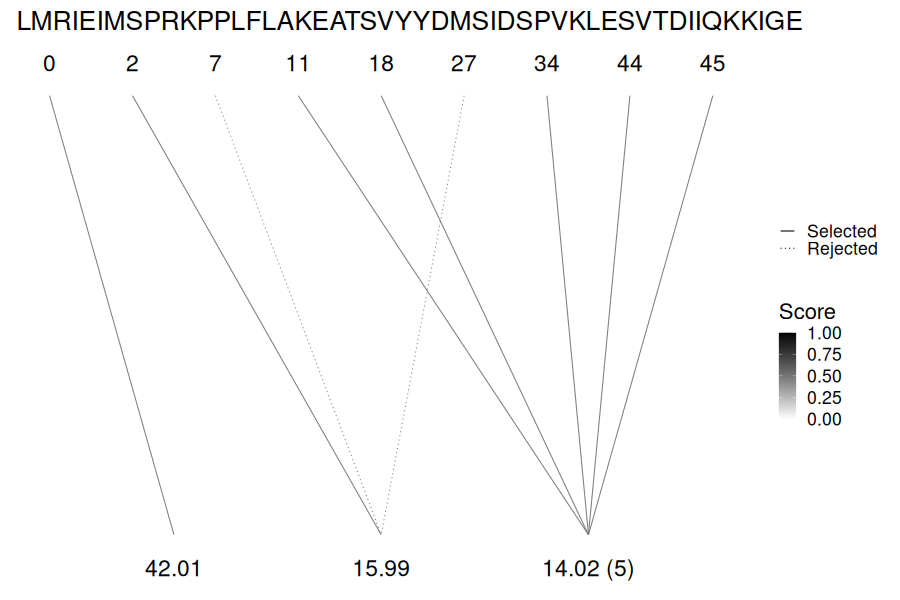 LMRIEIMSPRKPPLFLAKEATSVYYDMSIDSPVKLESVTDIIQKKIGE
0 2 7 11 18 27 34 44 45
Selected
Rejected
Score
1.00
0.75
0.50
0.25
0.00
42.01 15.99 14.02 (5)